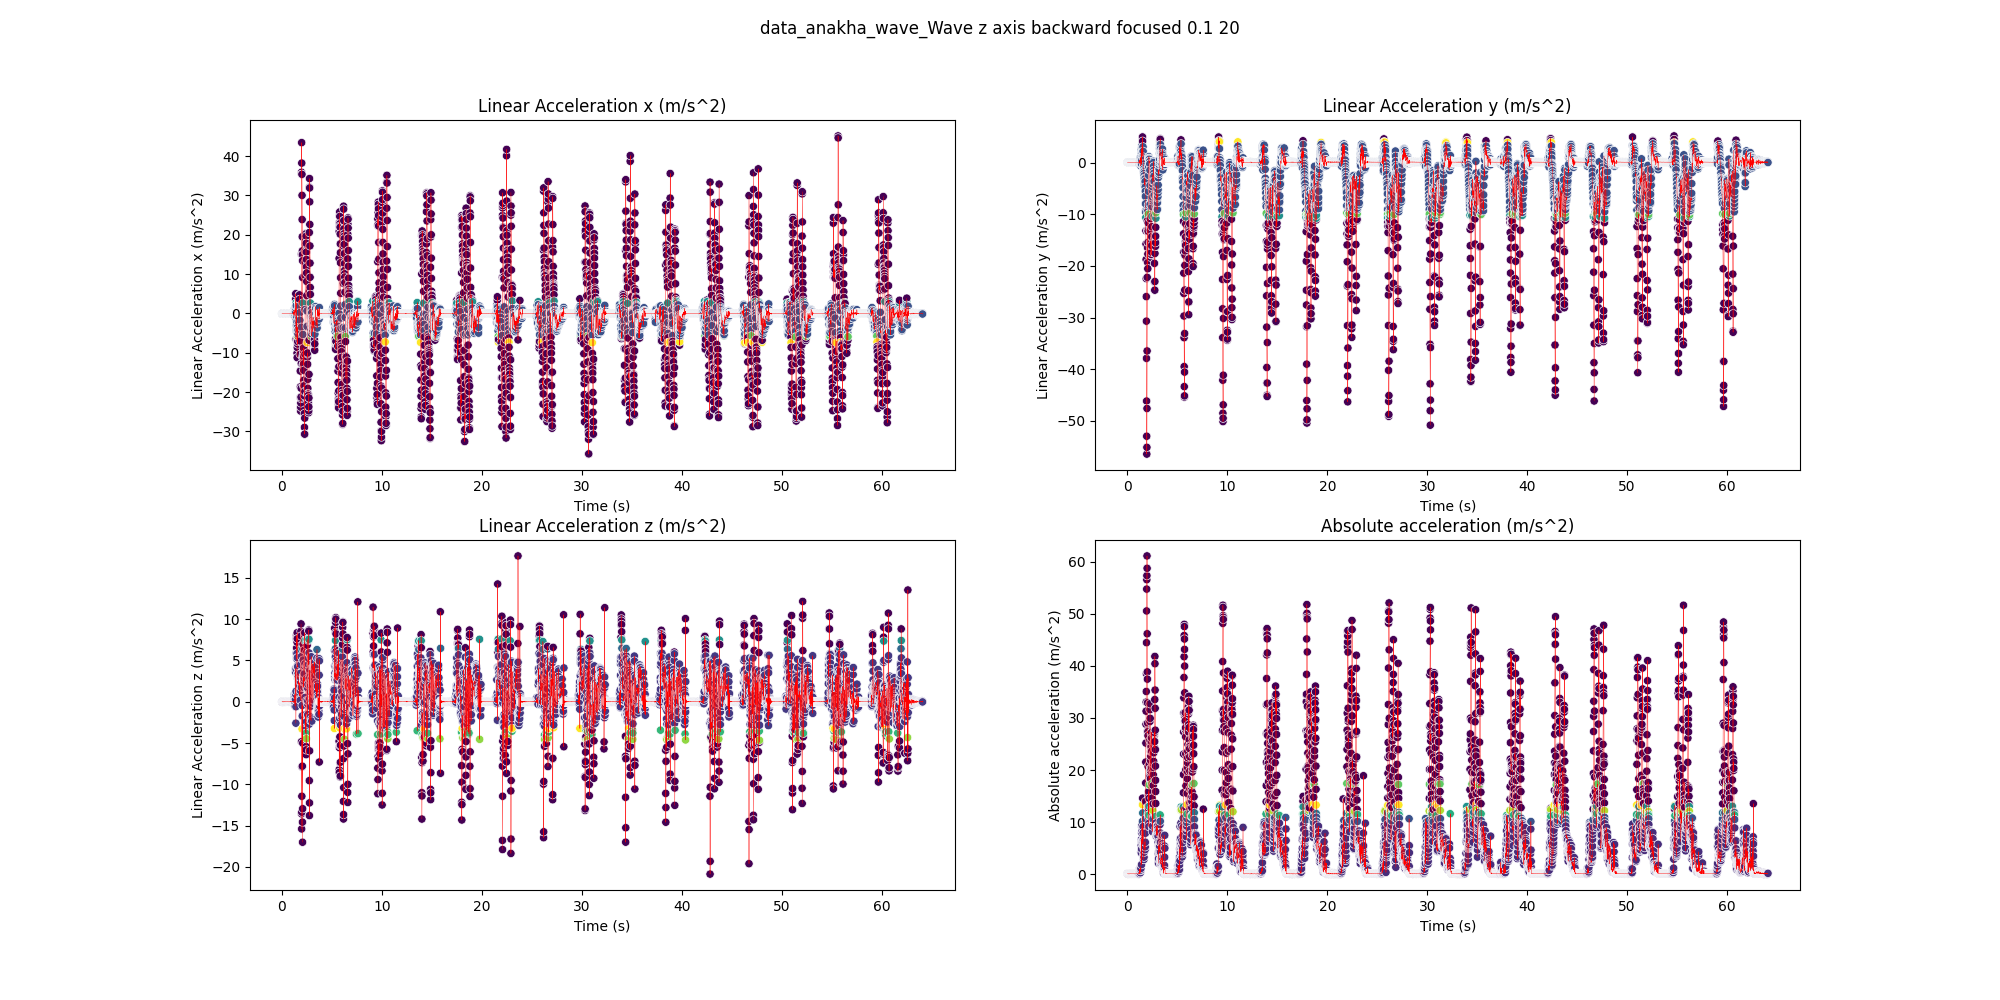 data_anakha_wave_Wave z axis backward focused 0.1 20
Linear Acceleration x (m/s^2)
Linear Acceleration x (m/s^2)
40
30
20
10
0
−10
−20
−30
0 10 20 30 40 50 60
Time (s)
Linear Acceleration y (m/s^2)
Linear Acceleration y (m/s^2)
0
−10
−20
−30
−40
−50
0 10 20 30 40 50 60
Time (s)
Linear Acceleration z (m/s^2)
Linear Acceleration z (m/s^2)
15
10
5
0
−5
−10
−15
−20
0 10 20 30 40 50 60
Time (s)
Absolute acceleration (m/s^2)
Absolute acceleration (m/s^2)
60
50
40
30
20
10
0
0 10 20 30 40 50 60
Time (s)